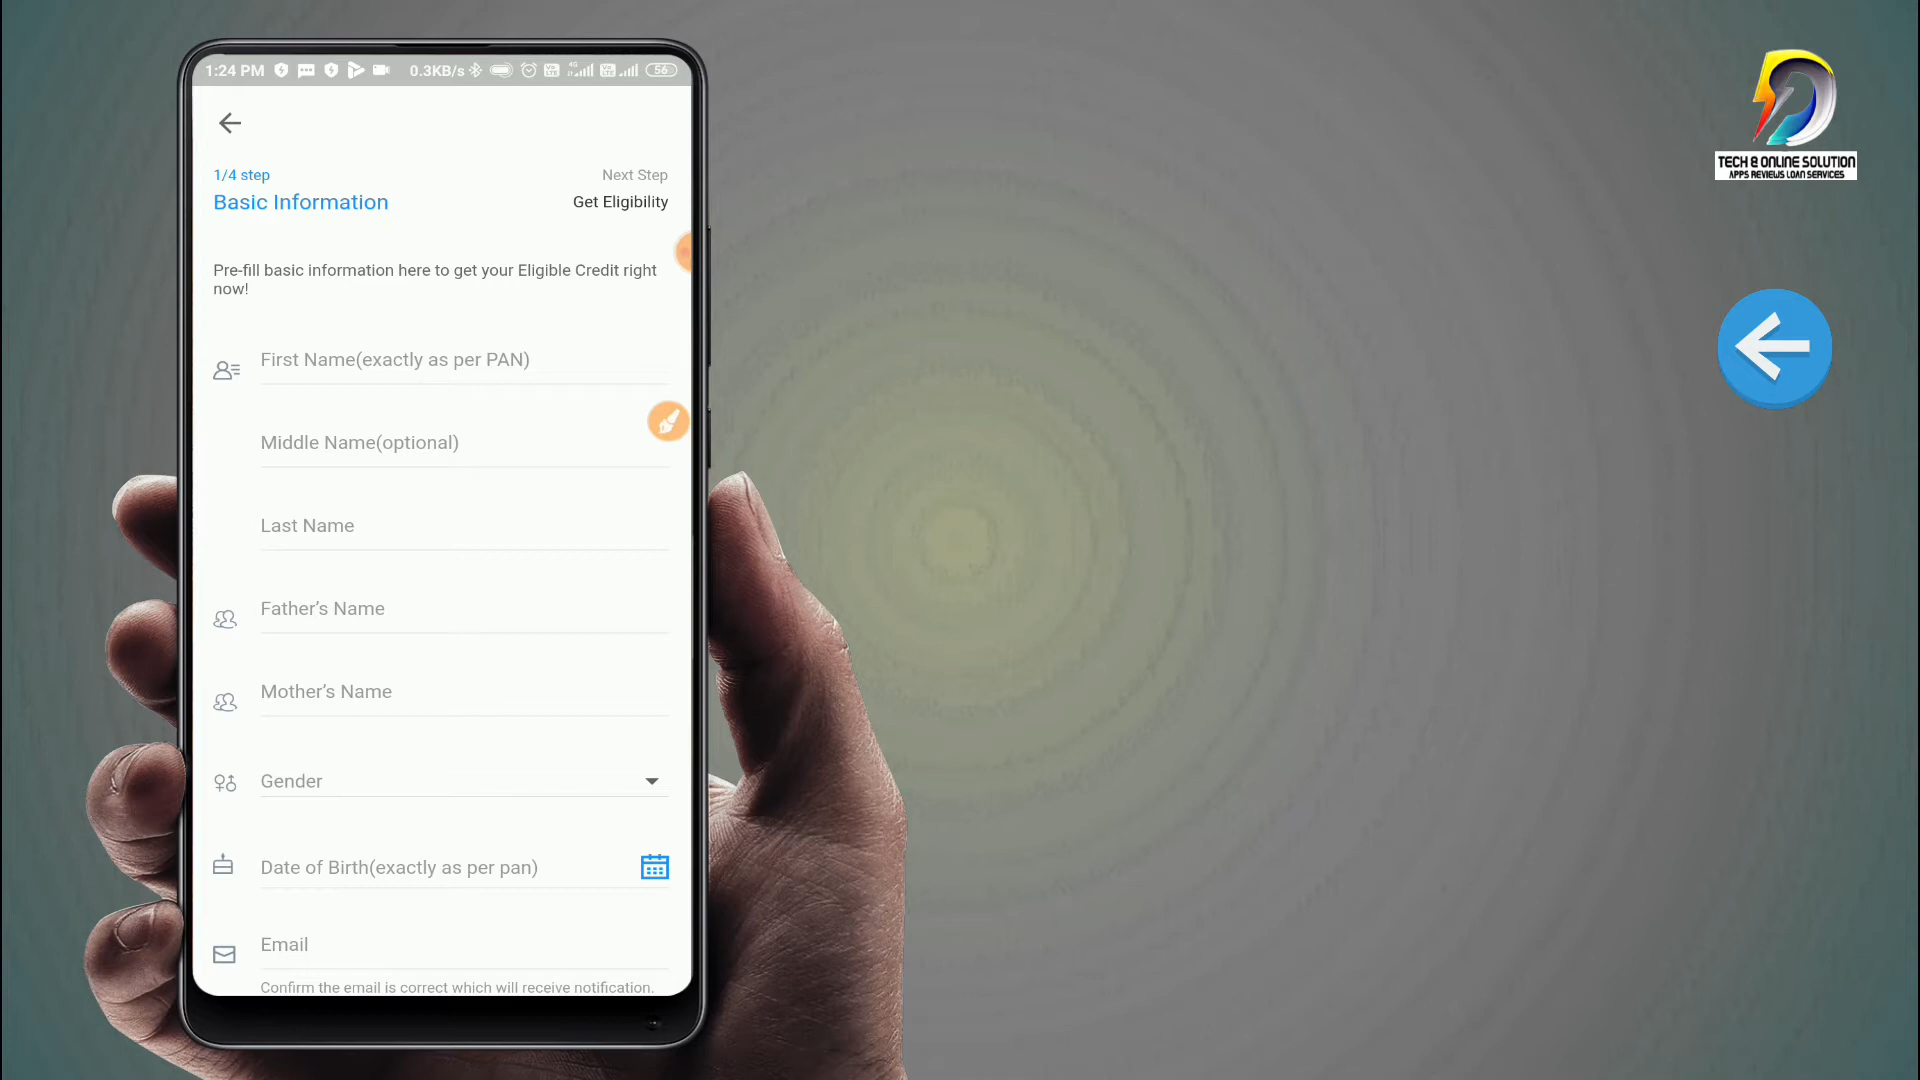 1:24 PM 0.3KB/s 4G 56
1/4 step
Next Step
Basic Information
Get Eligibility
Pre-fill basic information here to get your Eligible Credit right
now!
First Name(exactly as per PAN)
Middle Name(optional)
Last Name
Father’s Name
Mother’s Name
Gender
Date of Birth(exactly as per pan)
Email
Confirm the email is correct which will receive notification.
TECH & ONLINE SOLUTION
APPS REVIEWS LOAN SERVICES